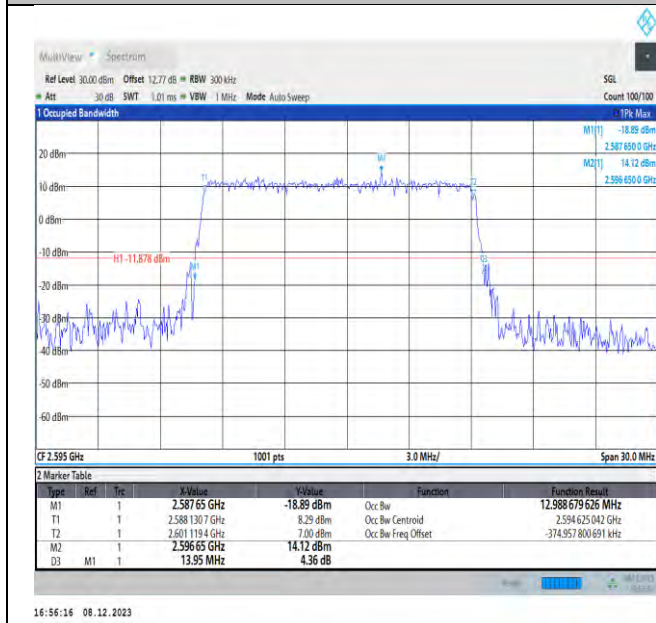 MultiView Spectrum
Ref Level 30.00 dBm Offset 12.77 dB RBW 300 kHz SGL
Att 30 dB SWT 1.01 ms VBW 1 MHz Mode Auto Sweep Count 100/100
1 Occupied Bandwidth 1Pk Max
M1[1] -18.89 dBm
2.587 650 0 GHz
M2[1] 14.12 dBm
2.596 650 0 GHz
20 dBm
10 dBm
0 dBm
-10 dBm
H1 -11.878 dBm
-20 dBm
-30 dBm
-40 dBm
-50 dBm
-60 dBm
T1
M2
T2
M1
D3
CF 2.595 GHz 1001 pts 3.0 MHz/ Span 30.0 MHz
2 Marker Table
Type Ref Trc X-Value Y-Value Function Function Result
M1 1 2.587 65 GHz -18.89 dBm Occ Bw 12.988 679 626 MHz
T1 1 2.588 130 7 GHz 8.29 dBm Occ Bw Centroid 2.594 625 042 GHz
T2 1 2.601 119 4 GHz 7.00 dBm Occ Bw Freq Offset -374.957 800 691 kHz
M2 1 2.596 65 GHz 14.12 dBm
D3 M1 1 13.95 MHz 4.36 dB
16:56:16 08.12.2023